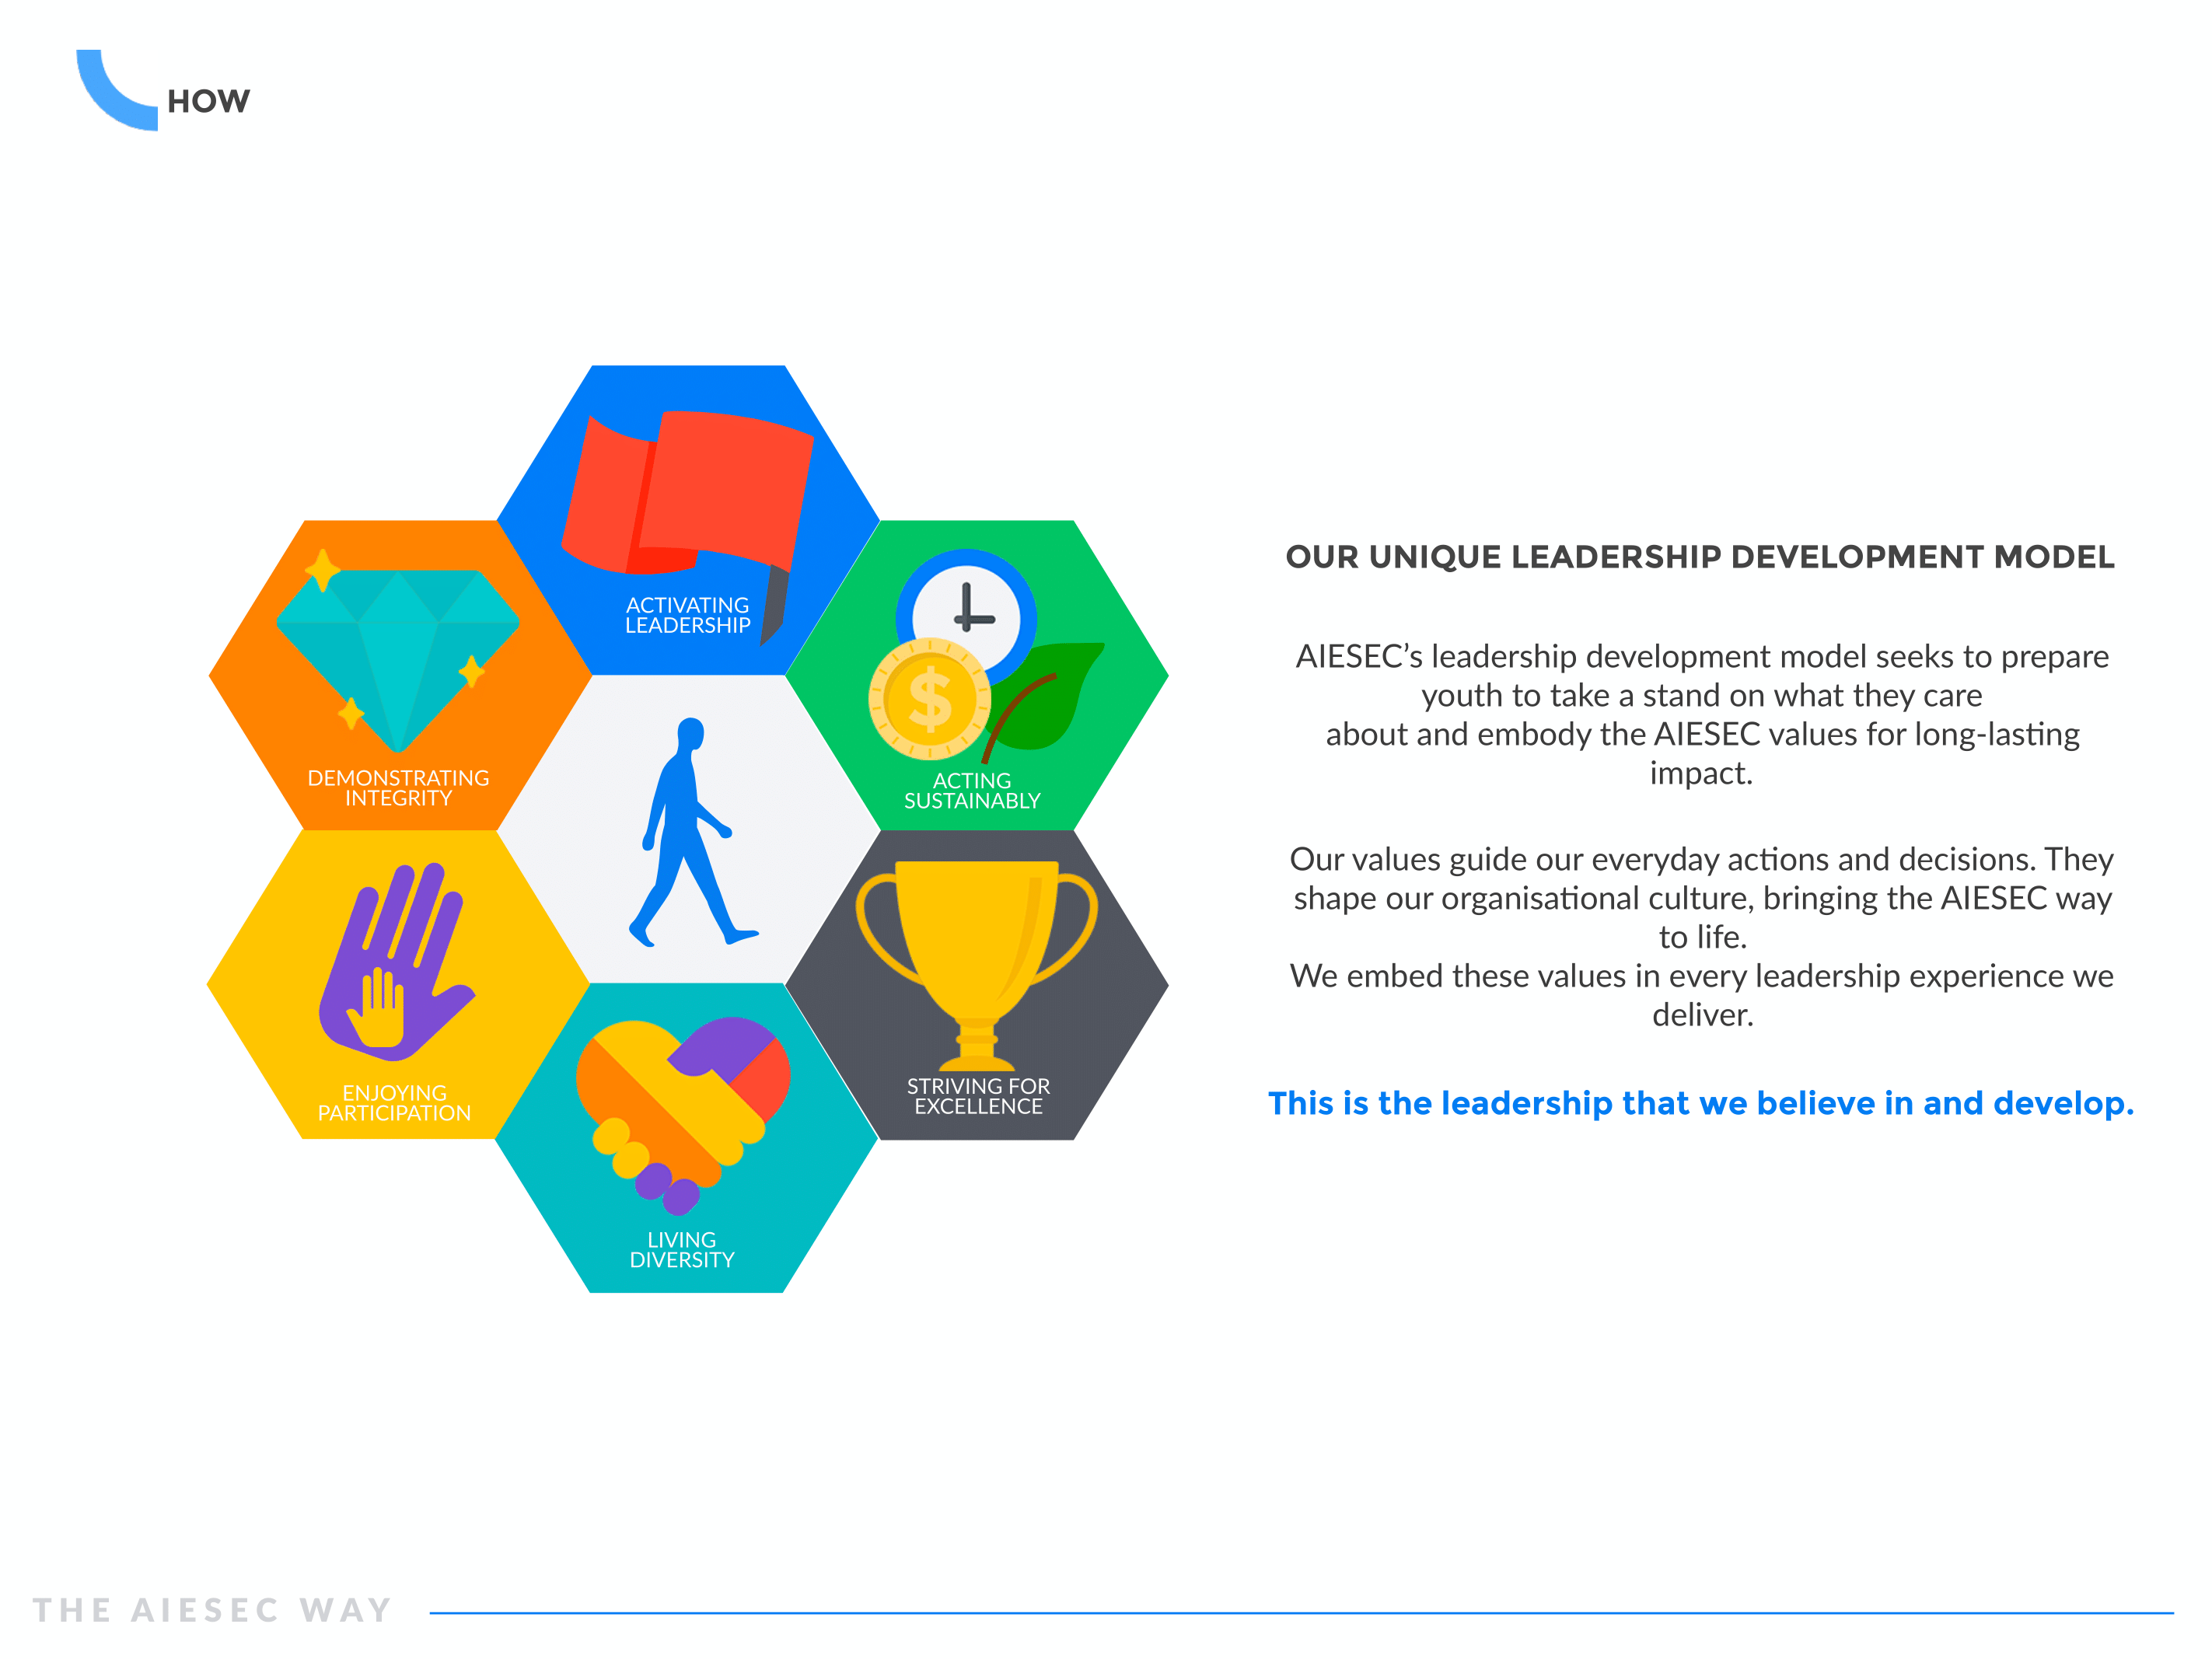 HOW
ACTIVATING
LEADERSHIP
DEMONSTRATING
INTEGRITY
$
ACTING
SUSTAINABLY
ENJOYING
PARTICIPATION
STRIVING FOR
EXCELLENCE
LIVING
DIVERSITY
OUR UNIQUE LEADERSHIP DEVELOPMENT MODEL
AIESEC’s leadership development model seeks to prepare
youth to take a stand on what they care
about and embody the AIESEC values for long-lasting
impact.
Our values guide our everyday actions and decisions. They
shape our organisational culture, bringing the AIESEC way
to life.
We embed these values in every leadership experience we
deliver.
This is the leadership that we believe in and develop.
THE AIESEC WAY